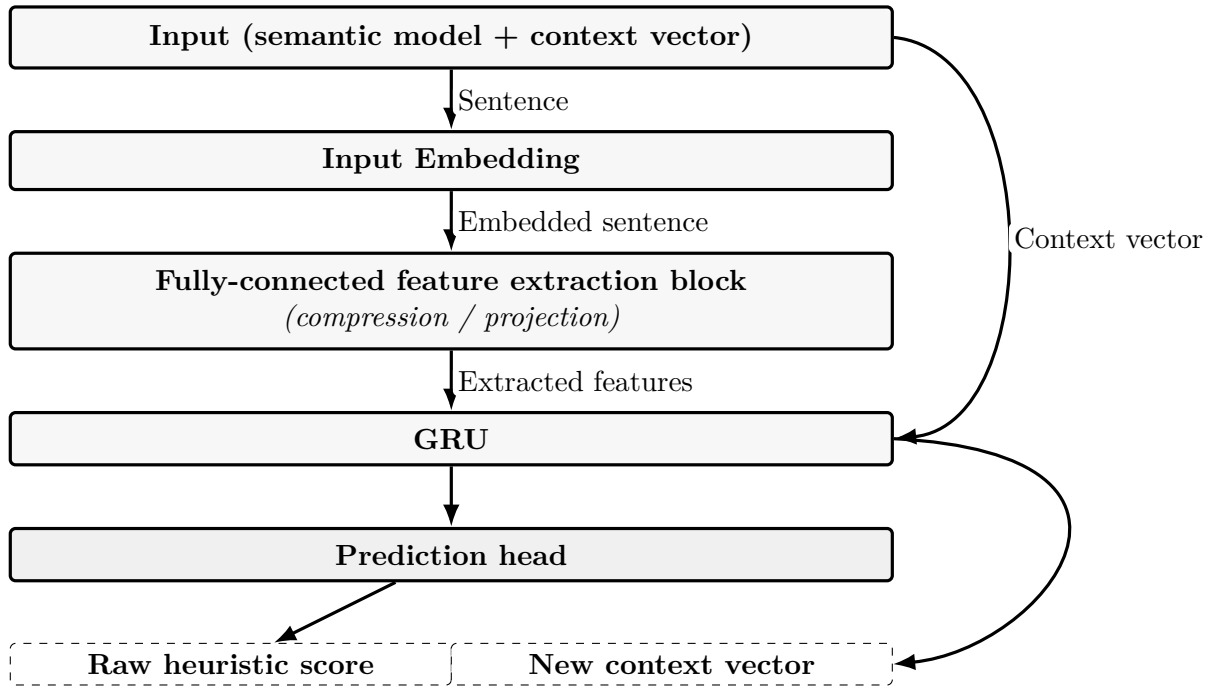 Input (semantic model + context vector)
Sentence
Input Embedding
Embedded sentence
Context vector
Fully-connected feature extraction block
(compression / projection)
Extracted features
GRU
Prediction head
Raw heuristic score
New context vector